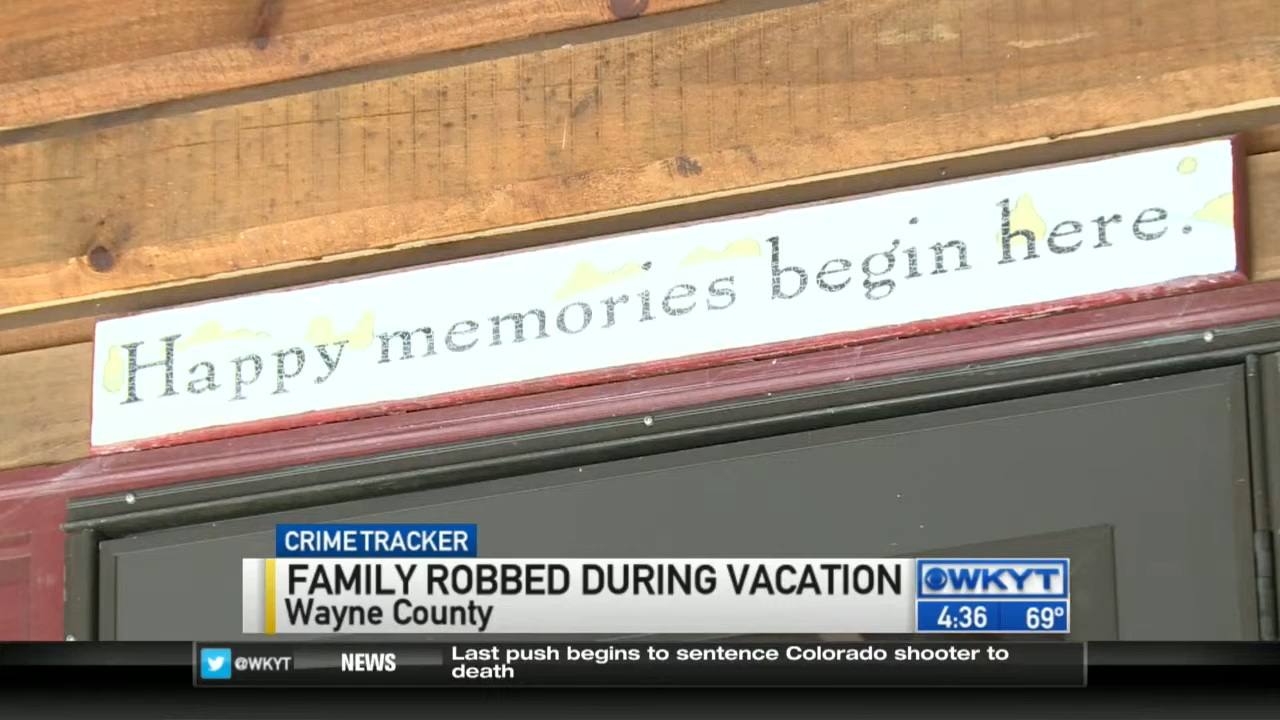 Happy memories begin here.
CRIMETRACKER
FAMILY ROBBED DURING VACATION
Wayne County
WKYT
4:36 69°
@WKYT NEWS Last push begins to sentence Colorado shooter to
death